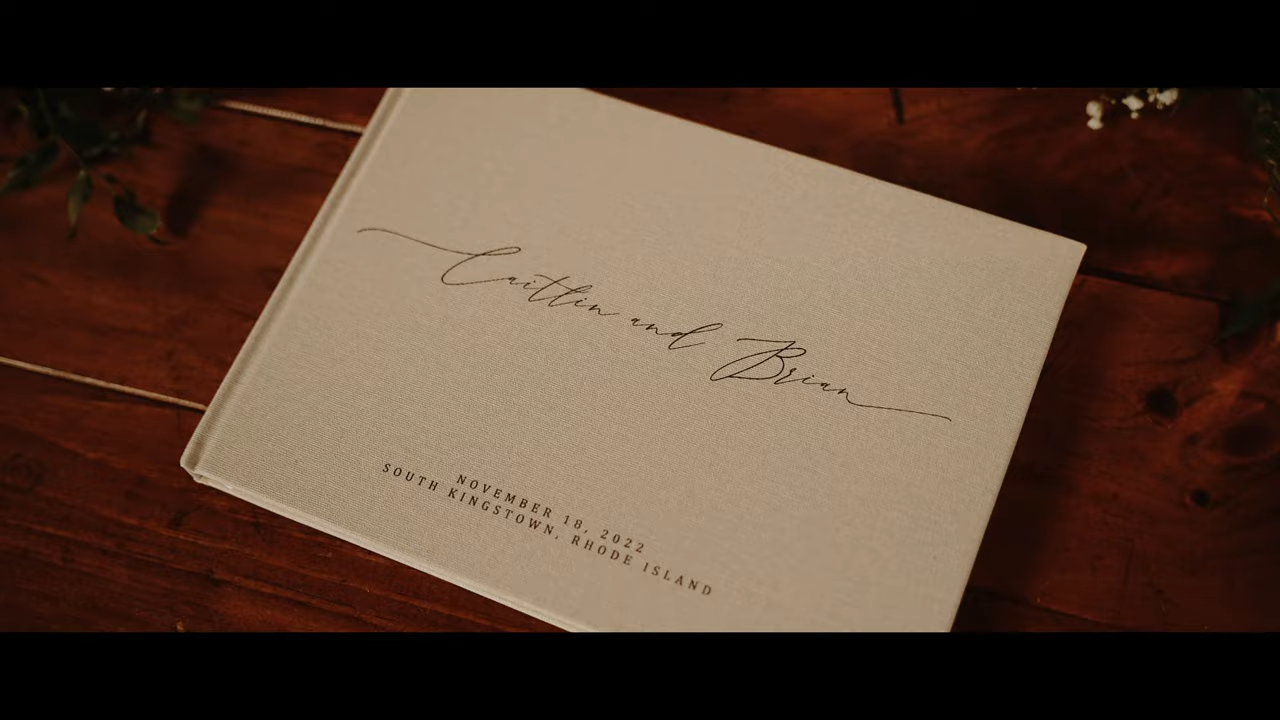 Caitlin and Brian
NOVEMBER 18, 2022
SOUTH KINGSTOWN, RHODE ISLAND